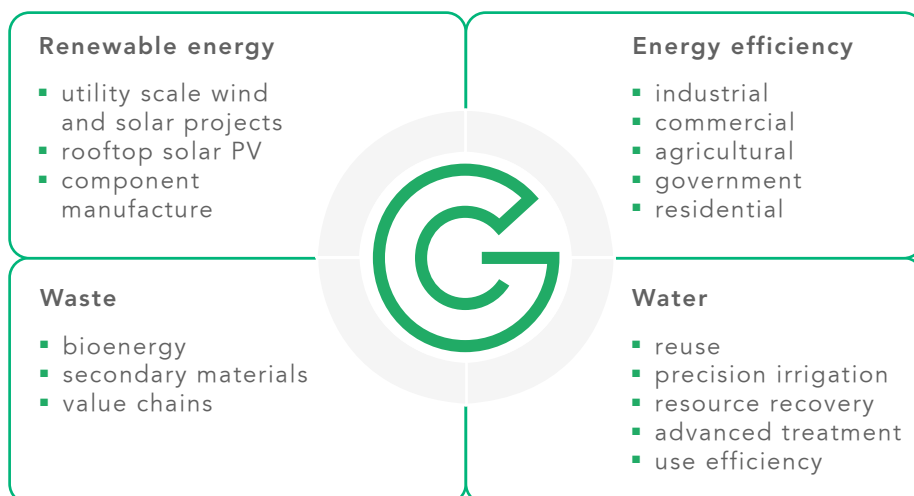 Renewable energy
utility scale wind
and solar projects
rooftop solar PV
component
manufacture
Energy efficiency
industrial
commercial
agricultural
government
residential
Waste
bioenergy
secondary materials
value chains
Water
reuse
precision irrigation
resource recovery
advanced treatment
use efficiency